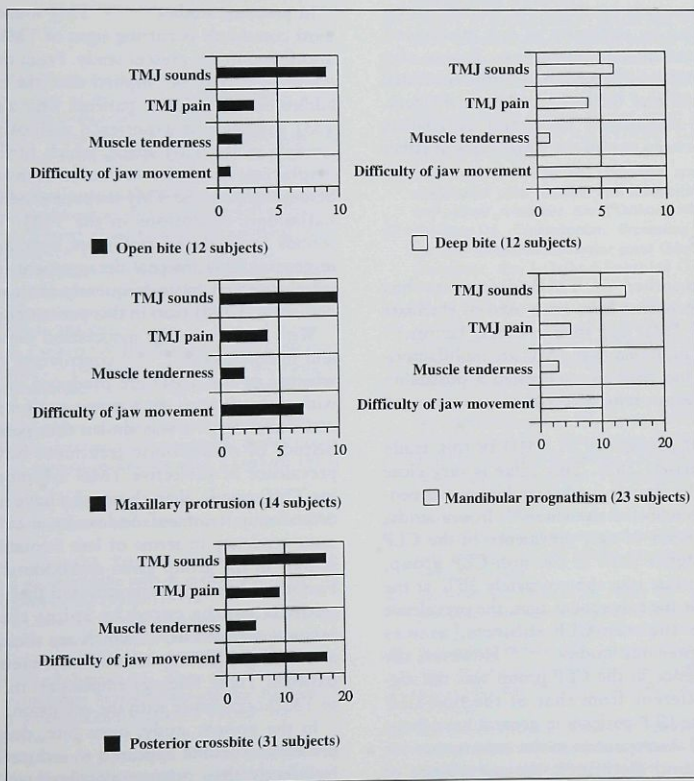 TMJ sounds
TMJ pain
Muscle tenderness
Difficulty of jaw movement
0 5 10
Open bite (12 subjects)
TMJ sounds
TMJ pain
Muscle tenderness
Difficulty of jaw movement
0 5 10
Deep bite (12 subjects)
TMJ sounds
TMJ pain
Muscle tenderness
Difficulty of jaw movement
0 5 10
Maxillary protrusion (14 subjects)
TMJ sounds
TMJ pain
Muscle tenderness
Difficulty of jaw movement
0 10 20
Mandibular prognathism (23 subjects)
TMJ sounds
TMJ pain
Muscle tenderness
Difficulty of jaw movement
0 10 20
Posterior crossbite (31 subjects)